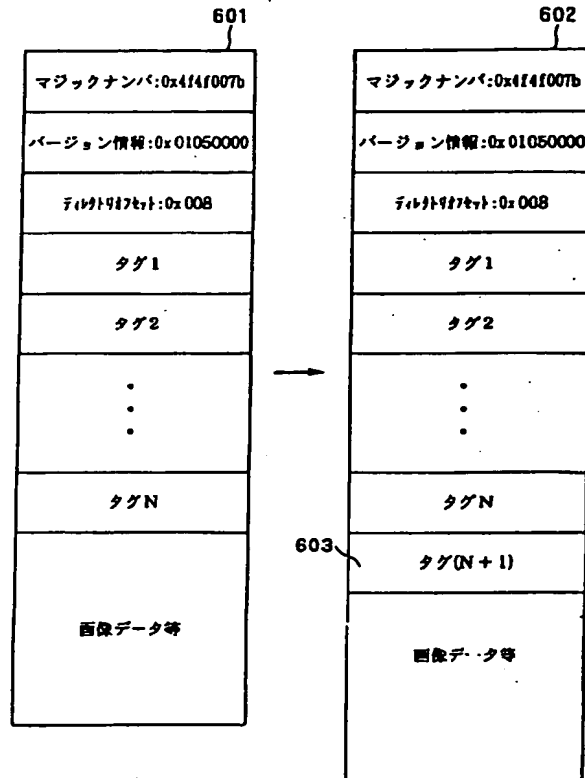 601
マジックナンバ:0x4f4f007b
バージョン情報:0x01050000
ディレクトリオフセット:0x008
タグ1
タグ2
タグN
画像データ等
602
マジックナンバ:0x4f4f007b
バージョン情報:0x01050000
ディレクトリオフセット:0x008
タグ1
タグ2
タグN
603
タグ(N+1)
画像データ等